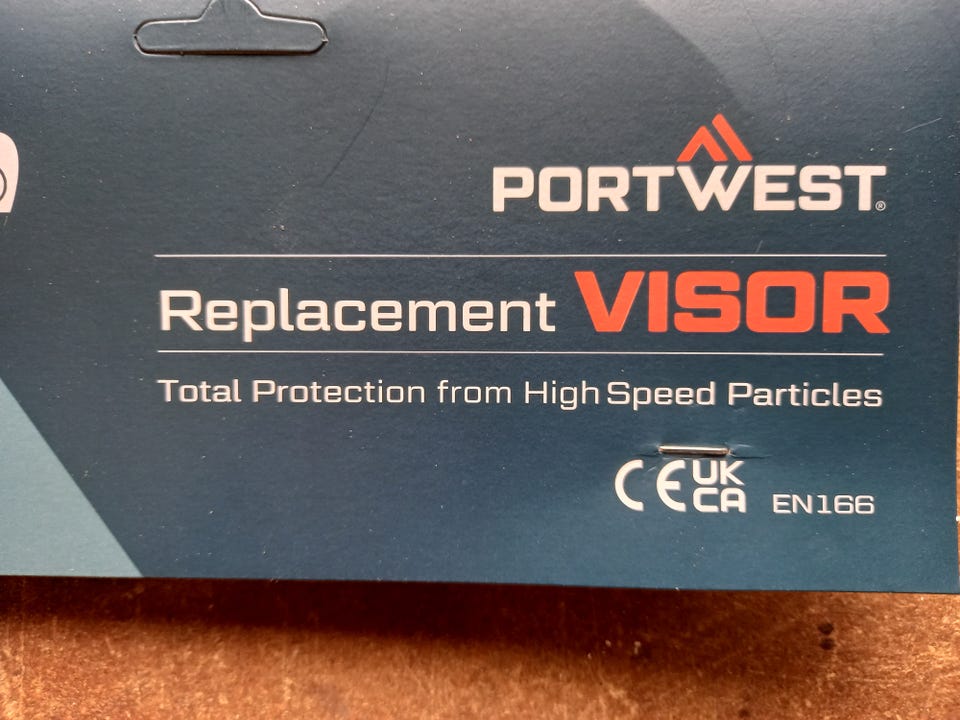 PORTWEST®
Replacement VISOR
Total Protection from High Speed Particles
CE UK CA EN166